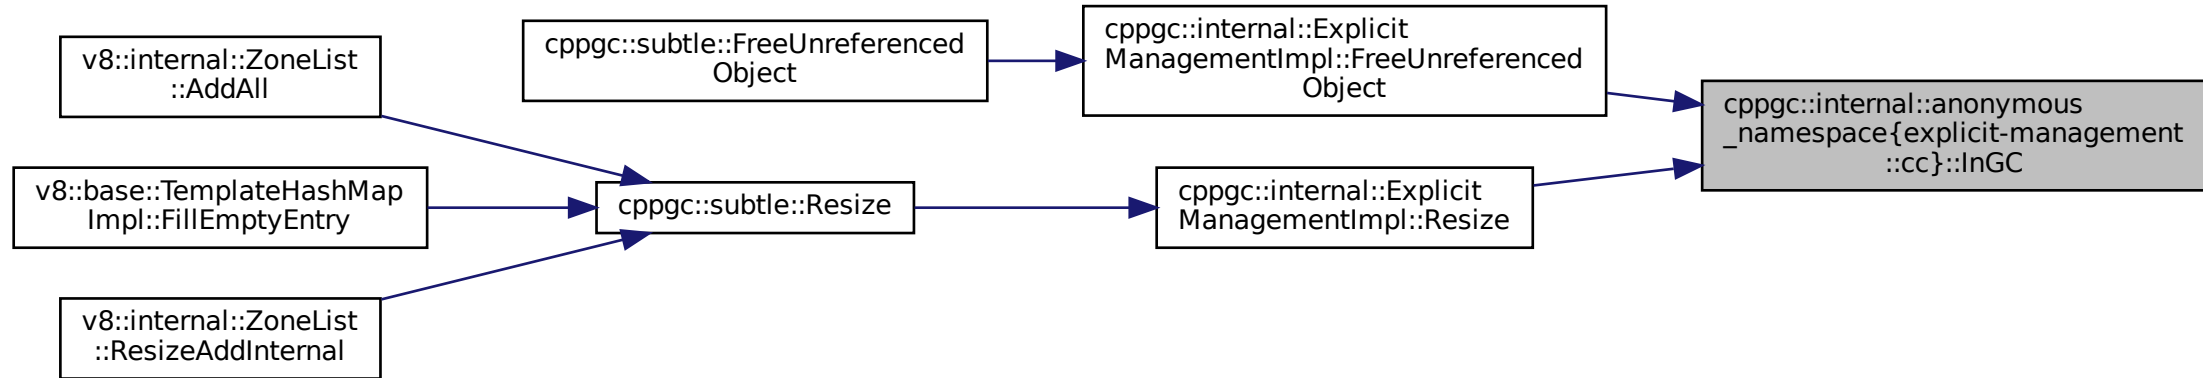 v8::internal::ZoneList
::AddAll
v8::base::TemplateHashMap
Impl::FillEmptyEntry
v8::internal::ZoneList
::ResizeAddInternal
cppgc::subtle::FreeUnreferenced
Object
cppgc::subtle::Resize
cppgc::internal::Explicit
ManagementImpl::FreeUnreferenced
Object
cppgc::internal::Explicit
ManagementImpl::Resize
cppgc::internal::anonymous
_namespace{explicit-management
::cc}::InGC